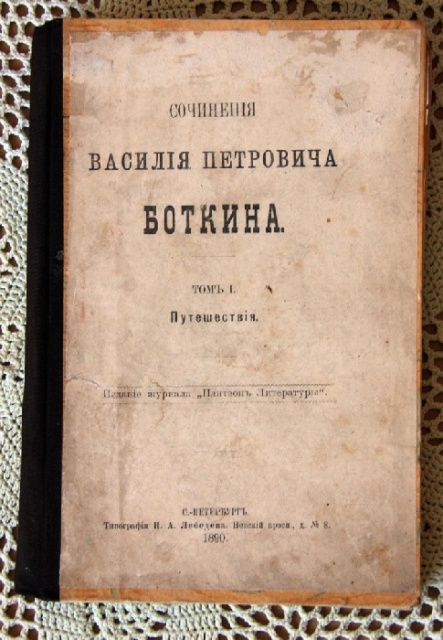 СОЧИНЕНІЯ
ВАСИЛІЯ ПЕТРОВИЧА
БОТКИНА.
ТОМЪ I.
Путешествія.
Изданіе журнала „Пантеонъ Литературы“.
С.-ПЕТЕРБУРГЪ.
Типографія Н. А. Лебедева. Невскій просп., д. № 8.
1890.